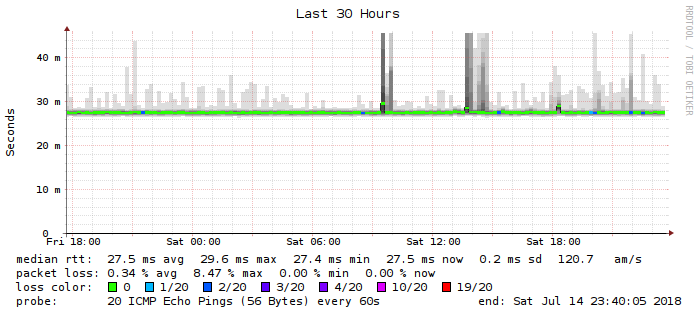 Last 30 Hours
RRDTOOL / TOBI OETIKER
Seconds
40 m
30 m
20 m
10 m
0
Fri 18:00 Sat 00:00 Sat 06:00 Sat 12:00 Sat 18:00
median rtt: 27.5 ms avg 29.6 ms max 27.4 ms min 27.5 ms now 0.2 ms sd 120.7 am/s
packet loss: 0.34 % avg 8.47 % max 0.00 % min 0.00 % now
loss color: 0 1/20 2/20 3/20 4/20 10/20 19/20
probe: 20 ICMP Echo Pings (56 Bytes) every 60s end: Sat Jul 14 23:40:05 2018